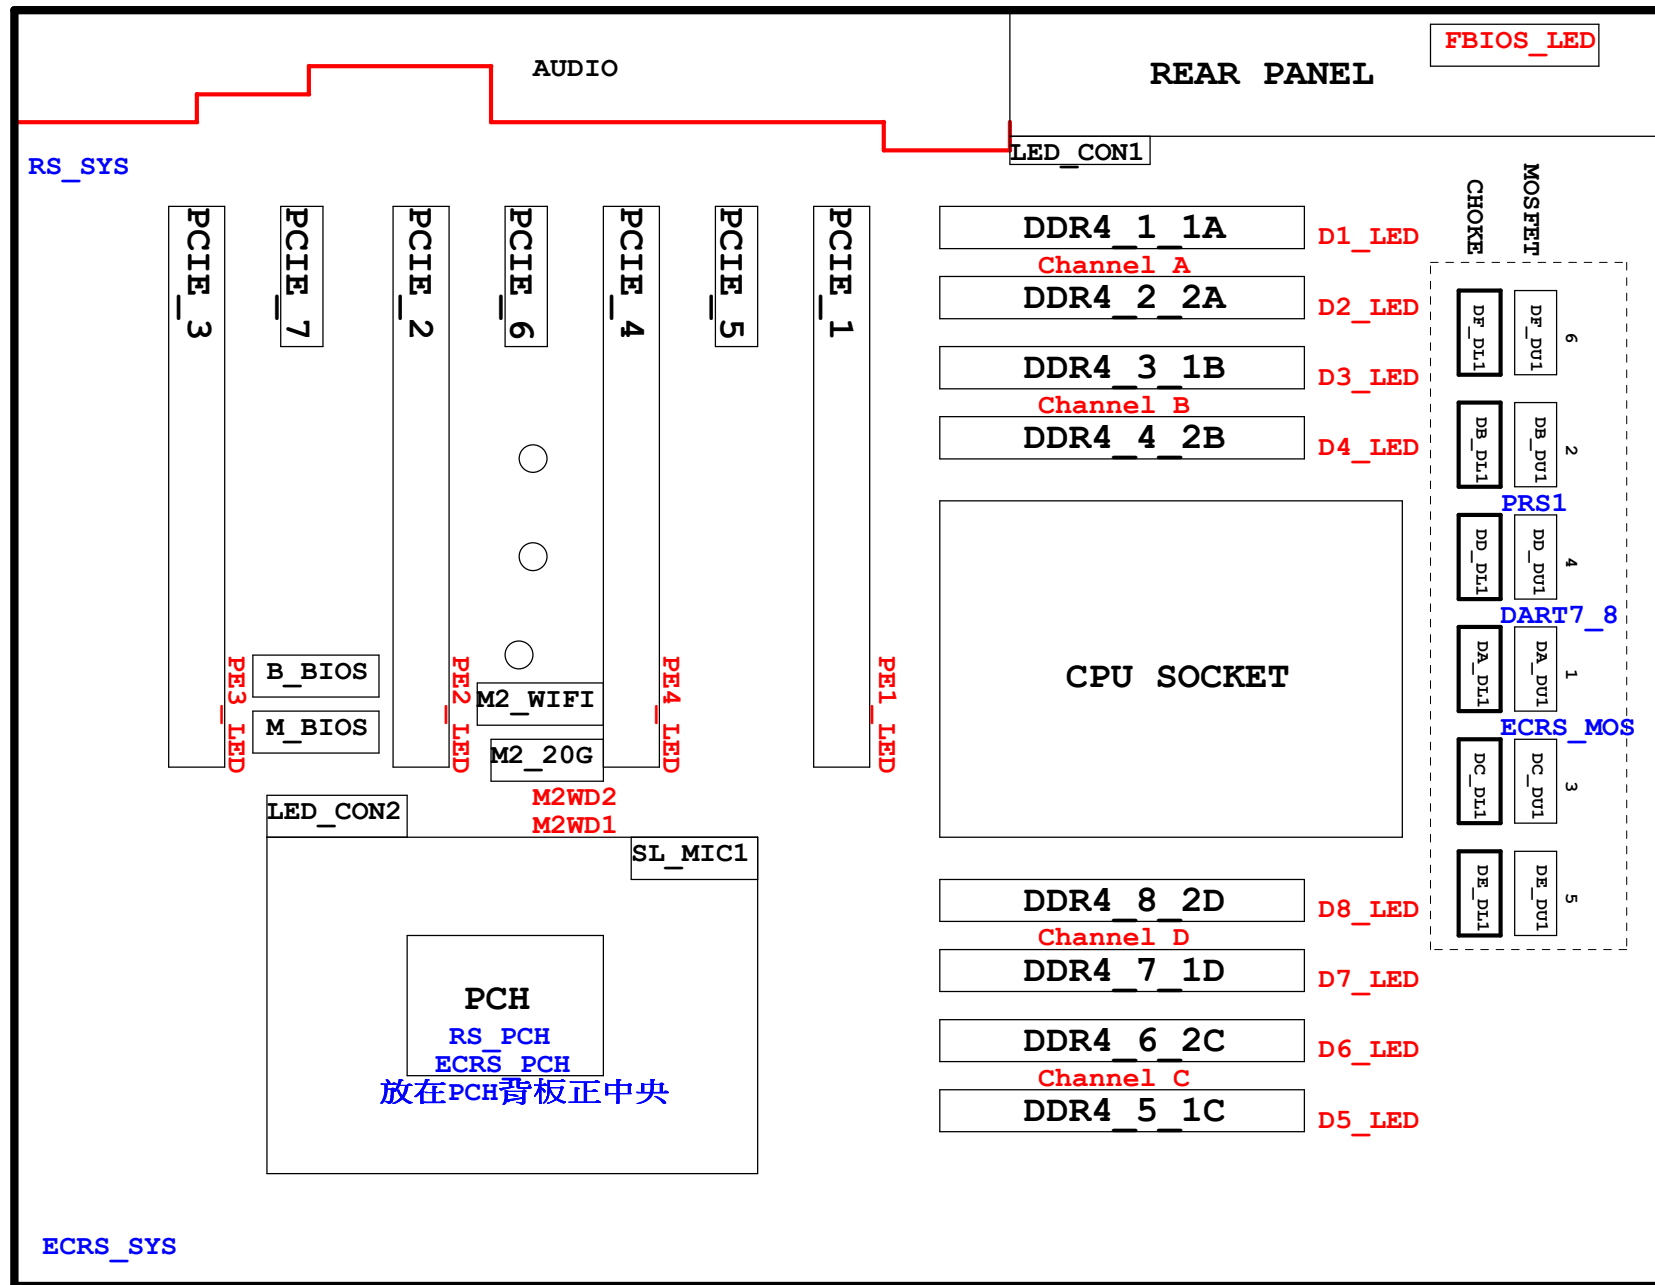 FBIOS_LED
AUDIO
REAR PANEL
LED_CON1
RS_SYS
MOSFET
CHOKE
PCIE_3
PCIE_7
PCIE_2
PCIE_6
PCIE_4
PCIE_5
PCIE_1
DDR4_1_1A
D1_LED
Channel A
DDR4_2_2A
D2_LED
DDR4_3_1B
D3_LED
Channel B
DDR4_4_2B
D4_LED
DF_DL1
DF_DU1
6
DB_DL1
DB_DU1
2
PRS1
DD_DL1
DD_DU1
4
DART7_8
DA_DL1
DA_DU1
1
ECRS_MOS
DC_DL1
DC_DU1
3
DE_DL1
DE_DU1
5
CPU SOCKET
PE3_LED
B_BIOS
M_BIOS
PE2_LED
M2_WIFI
M2_20G
PE4_LED
PE1_LED
M2WD2
M2WD1
LED_CON2
SL_MIC1
PCH
RS_PCH
ECRS_PCH
放在PCH背板正中央
DDR4_8_2D
D8_LED
Channel D
DDR4_7_1D
D7_LED
DDR4_6_2C
D6_LED
Channel C
DDR4_5_1C
D5_LED
ECRS_SYS